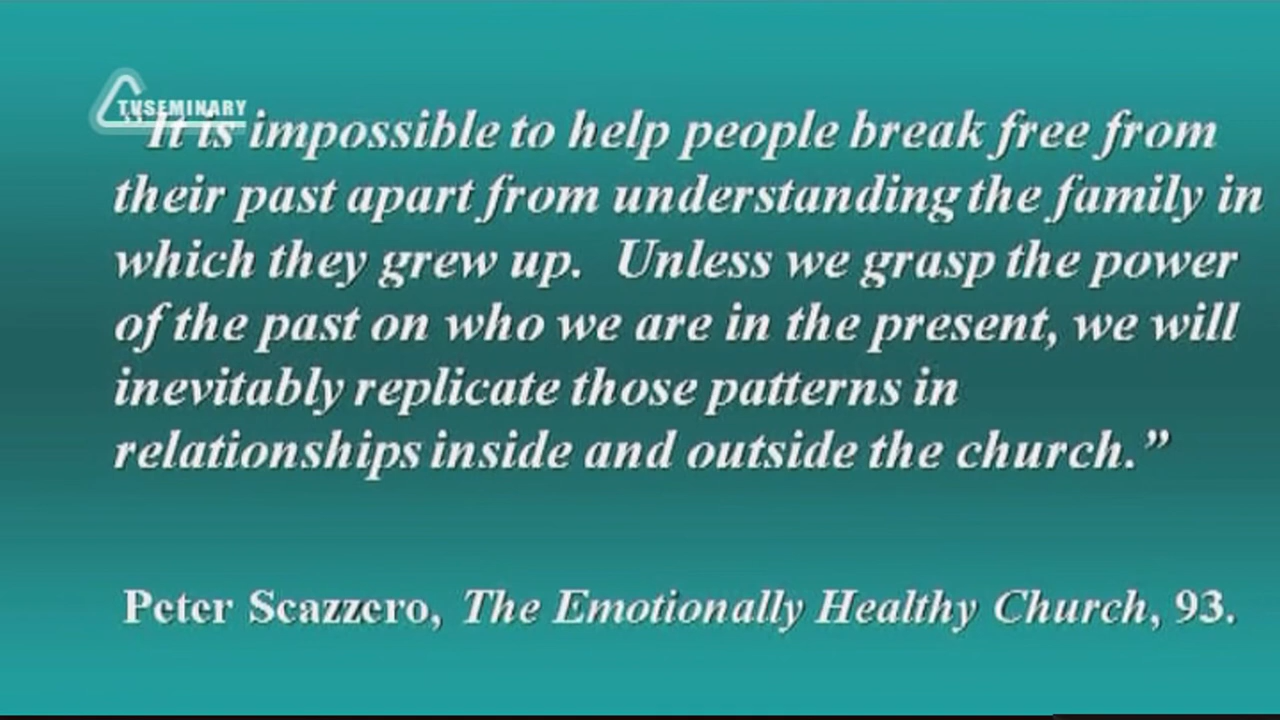 TVSEMINARY
“It is impossible to help people break free from
their past apart from understanding the family in
which they grew up.  Unless we grasp the power
of the past on who we are in the present, we will
inevitably replicate those patterns in
relationships inside and outside the church.”
Peter Scazzero, The Emotionally Healthy Church, 93.